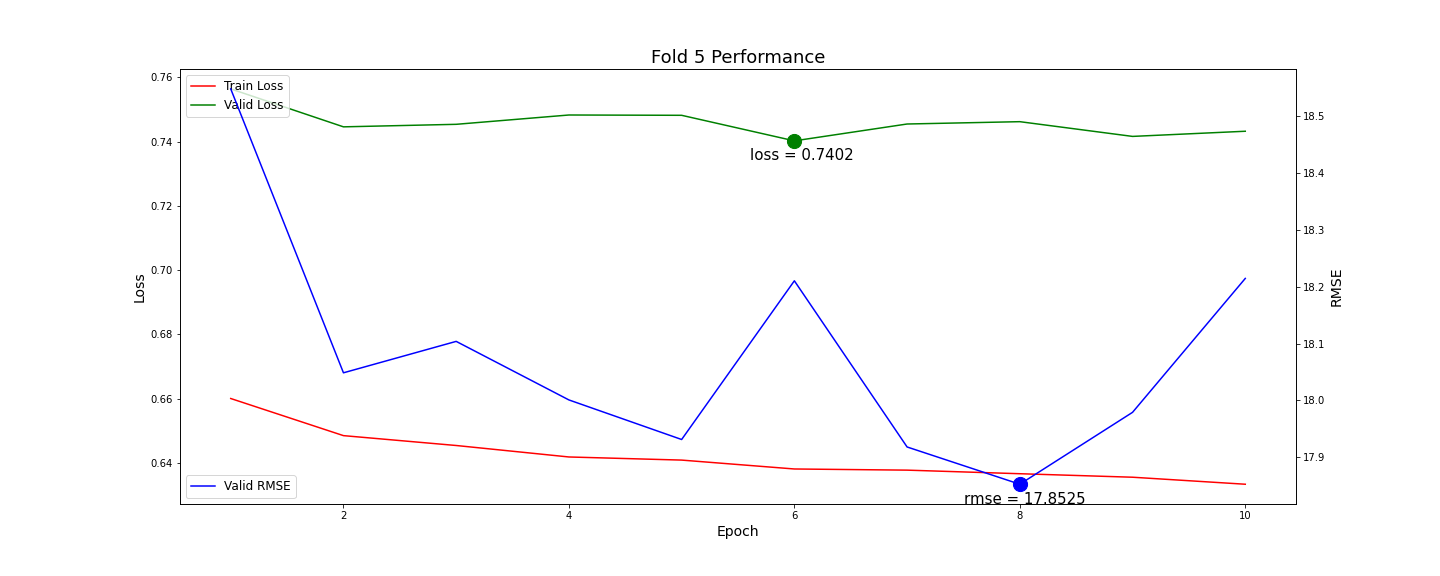 Fold 5 Performance
Train Loss
Valid Loss
Valid RMSE
loss = 0.7402
rmse = 17.8525
0.76
0.74
0.72
0.70
0.68
0.66
0.64
Loss
18.5
18.4
18.3
18.2
18.1
18.0
17.9
RMSE
2
4
6
8
10
Epoch